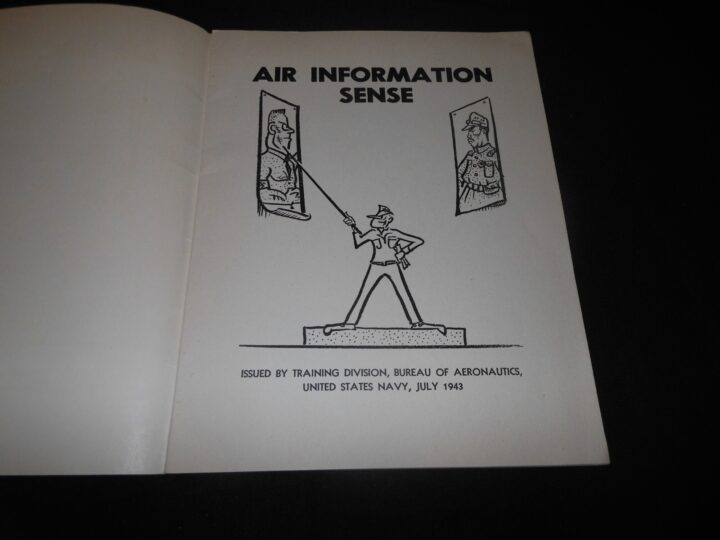 AIR INFORMATION
SENSE
ISSUED BY TRAINING DIVISION, BUREAU OF AERONAUTICS,
UNITED STATES NAVY, JULY 1943